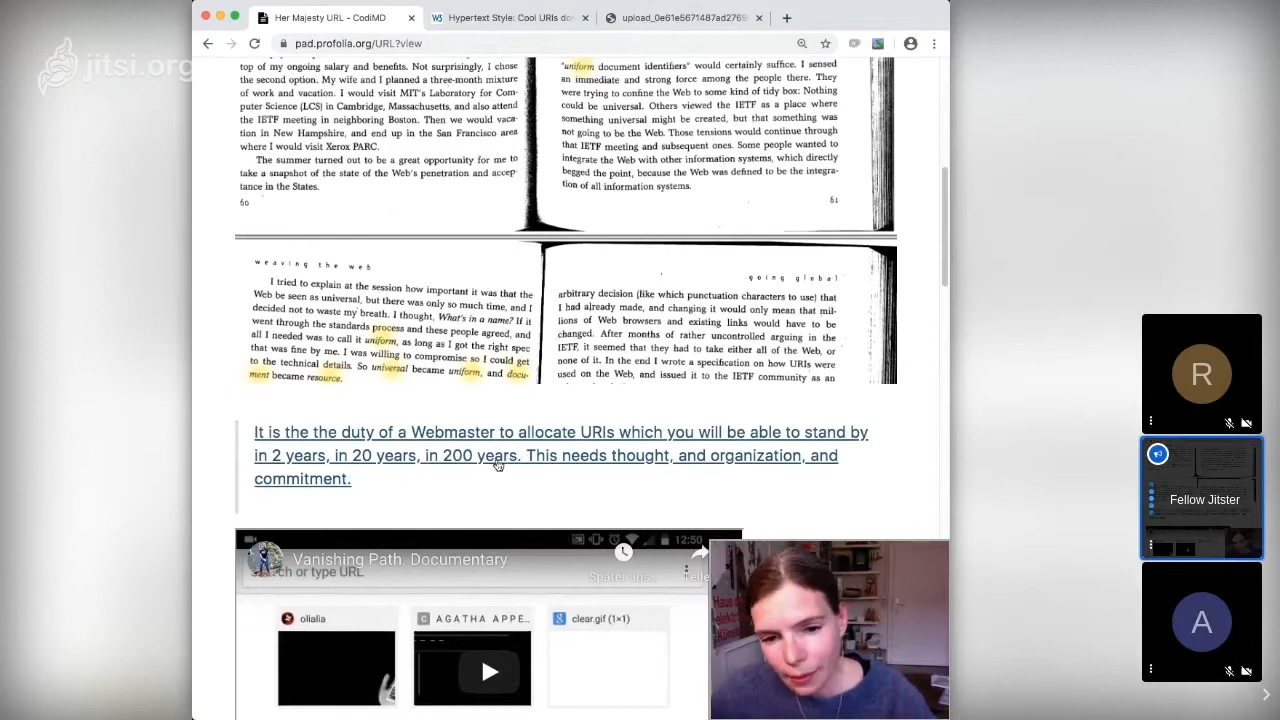 jitsi.org
Her Majesty URL - CodiMD
Hypertext Style: Cool URIs do
upload_0e61e5671487ad2769
pad.profolia.org/URL?view
top of my ongoing salary and benefits. Not surprisingly, I chose
the second option. My wife and I planned a three-month mixture
of work and vacation. I would visit MIT's Laboratory for Com-
puter Science (LCS) in Cambridge, Massachusetts, and also attend
the IETF meeting in neighboring Boston. Then we would vaca-
tion in New Hampshire, and end up in the San Francisco area
where I would visit Xerox PARC.
The summer turned out to be a great opportunity for me to
take a snapshot of the state of the Web's penetration and accep-
tance in the States.
60
"uniform document identifiers" would certainly suffice. I sensed
an immediate and strong force among the people there. They
were trying to confine the Web to some kind of tidy box: Nothing
could be universal. Others viewed the IETF as a place where
something universal might be created, but that something was
not going to be the Web. Those tensions would continue through
that IETF meeting and subsequent ones. Some people wanted to
integrate the Web with other information systems, which directly
begged the point, because the Web was defined to be the integra-
tion of all information systems.
61
weaving the web
I tried to explain at the session how important it was that the
Web be seen as universal, but there was only so much time, and I
decided not to waste my breath. I thought, What's in a name? If it
went through the standards process and these people agreed, and
all I needed was to call it uniform, as long as I got the right spec
that was fine by me. I was willing to compromise so I could get
to the technical details. So universal became uniform, and docu-
ment became resource.
going global
arbitrary decision (like which punctuation characters to use) that
I had already made, and changing it would only mean that mil-
lions of Web browsers and existing links would have to be
changed. After months of rather uncontrolled arguing in the
IETF, it seemed that they had to take either all of the Web, or
none of it. In the end I wrote a specification on how URIs were
used on the Web, and issued it to the IETF community as an
It is the the duty of a Webmaster to allocate URIs which you will be able to stand by
in 2 years, in 20 years, in 200 years. This needs thought, and organization, and
commitment.
12:50
Vanishing Path. Documentary
ch or type URL
Später ans...
Teile
olialia
AGATHA APPE...
clear.gif (1×1)
Haus de
elektro
Künst
R
Fellow Jitster
A